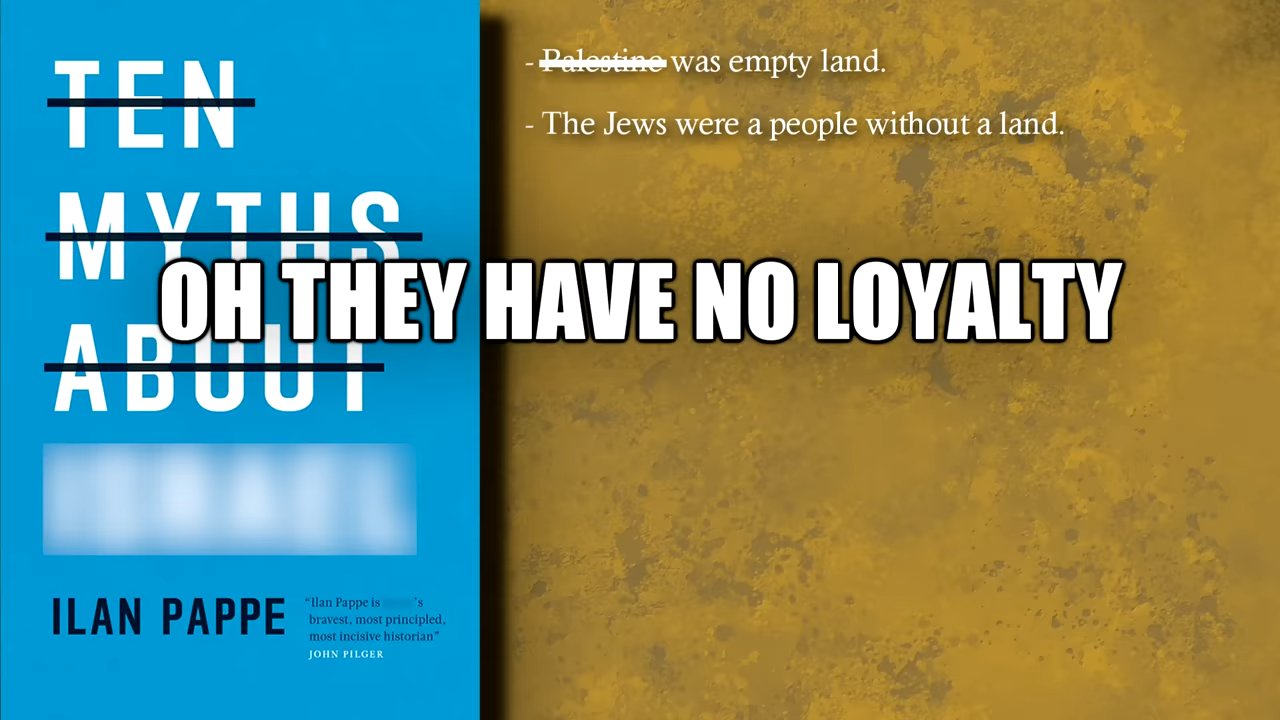 TEN
MYTHS
ABOUT
ILAN PAPPE
"Ilan Pappe is 's
bravest, most principled,
most incisive historian"
JOHN PILGER
- Palestine was empty land.
- The Jews were a people without a land.
OH THEY HAVE NO LOYALTY